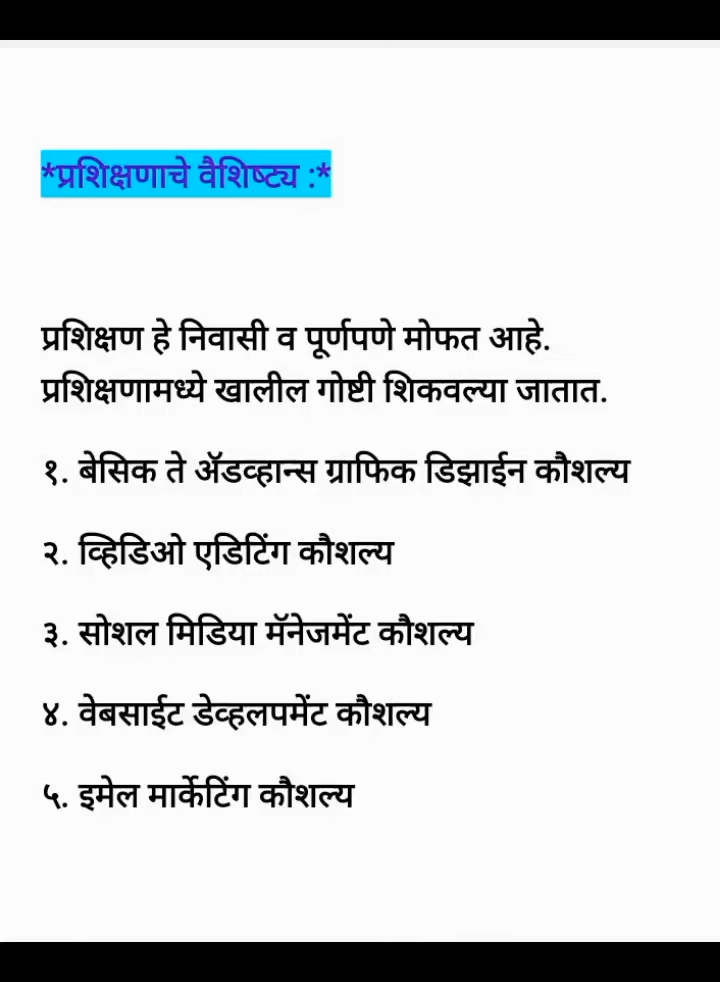 *प्रशिक्षणाचे वैशिष्ट्य :*
प्रशिक्षण हे निवासी व पूर्णपणे मोफत आहे.
प्रशिक्षणामध्ये खालील गोष्टी शिकवल्या जातात.
१. बेसिक ते ॲडव्हान्स ग्राफिक डिझाईन कौशल्य
२. व्हिडिओ एडिटिंग कौशल्य
३. सोशल मिडिया मॅनेजमेंट कौशल्य
४. वेबसाईट डेव्हलपमेंट कौशल्य
५. इमेल मार्केटिंग कौशल्य